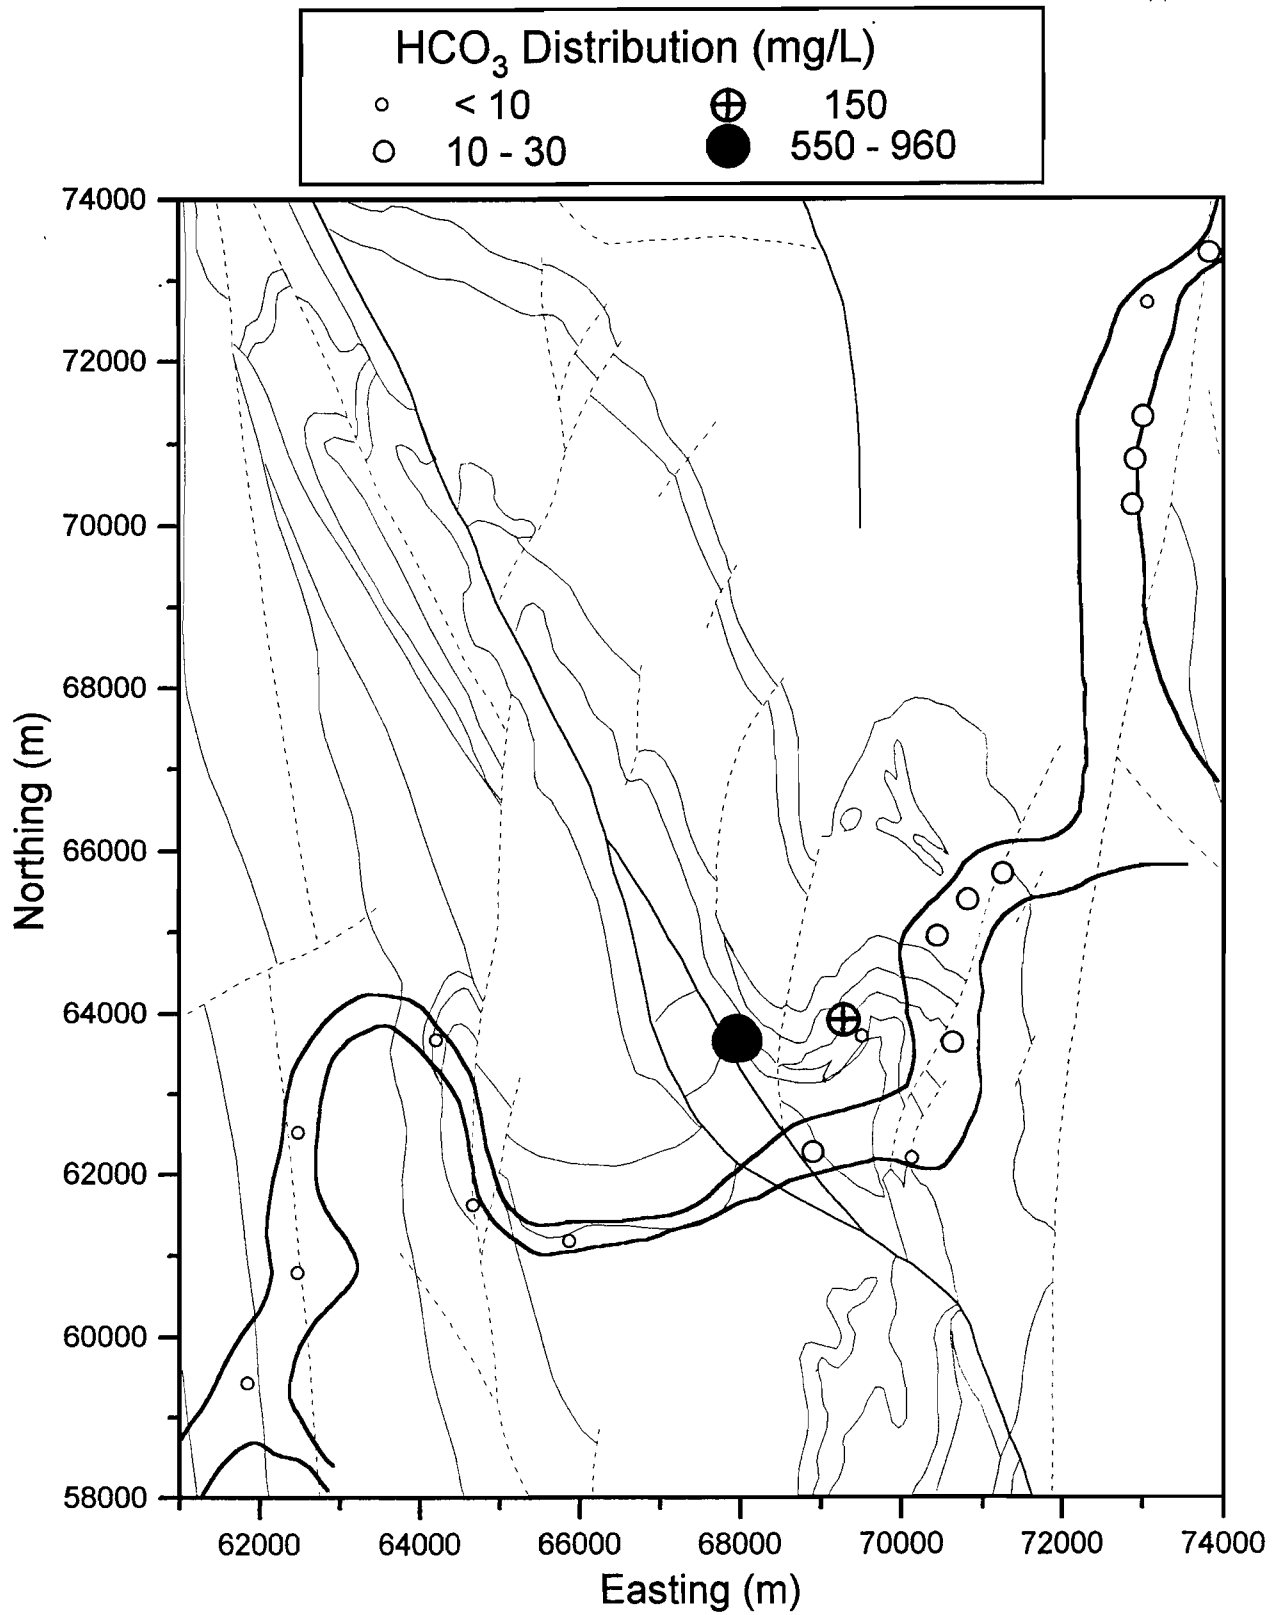 HCO₃ Distribution (mg/L)
< 10 150
10 - 30 550 - 960
74000
72000
70000
68000
66000
64000
62000
60000
58000
Northing (m)
62000 64000 66000 68000 70000 72000 74000
Easting (m)